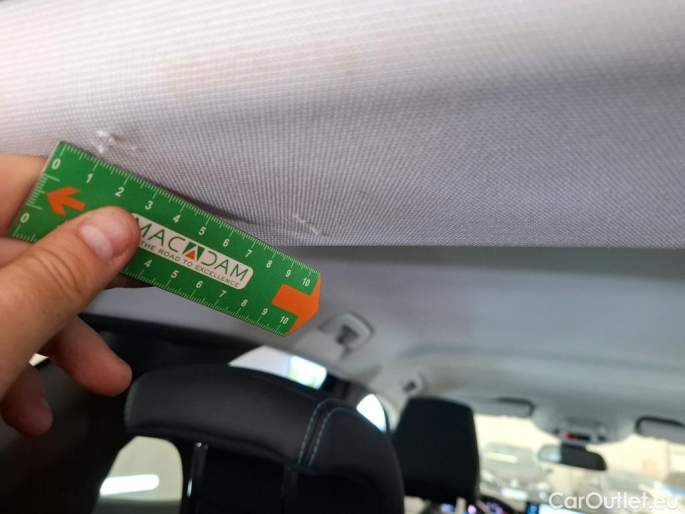 0 1 2 3 4 5 6 7 8 9 10
MACADAM
THE ROAD TO EXCELLENCE
0 4 5 6 7 8 9 10
CarOutlet.eu